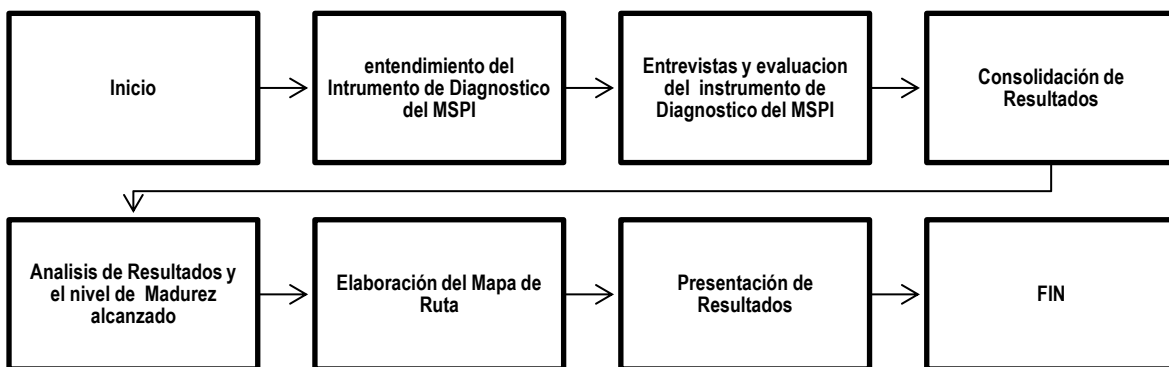 Inicio
entendimiento del
Intrumento de Diagnostico
del MSPI
Entrevistas y evaluacion
del instrumento de
Diagnostico del MSPI
Consolidación de
Resultados
Analisis de Resultados y
el nivel de Madurez
alcanzado
Elaboración del Mapa de
Ruta
Presentación de
Resultados
FIN